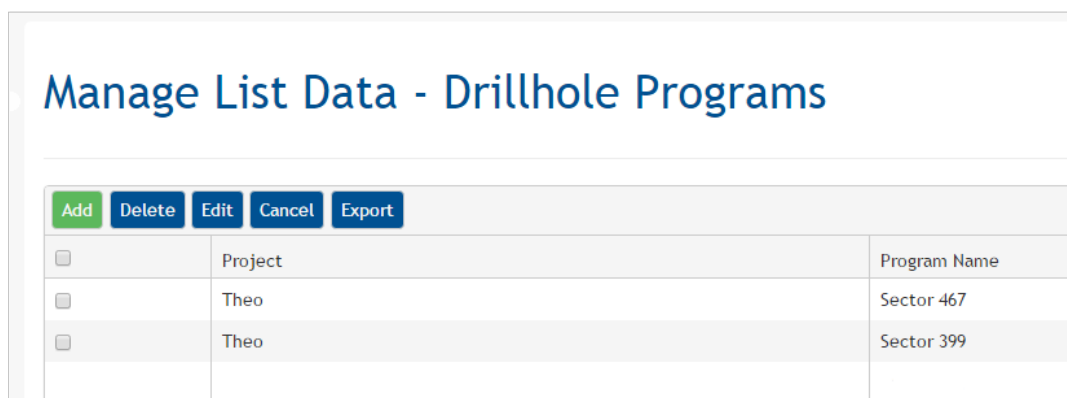 Manage List Data - Drillhole Programs
Add Delete Edit Cancel Export
Project Program Name
Theo Sector 467
Theo Sector 399